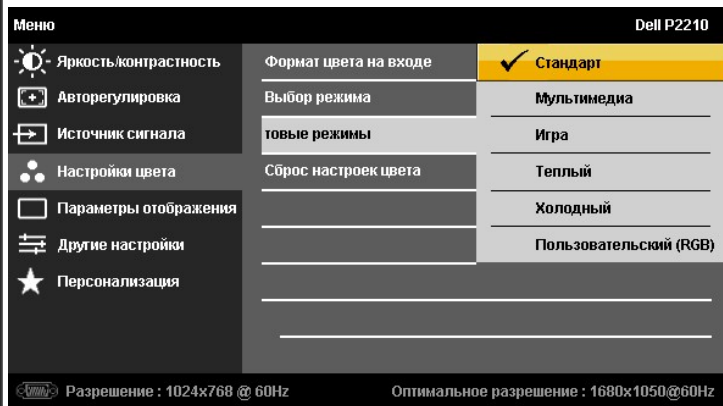 Меню
Dell P2210
Яркость/контрастность
Формат цвета на входе
Стандарт
Авторегулировка
Выбор режима
Мультимедиа
Источник сигнала
товые режимы
Игра
Настройки цвета
Сброс настроек цвета
Теплый
Параметры отображения
Холодный
Другие настройки
Пользовательский (RGB)
Персонализация
Разрешение : 1024x768 @ 60Hz
Оптимальное разрешение : 1680x1050@60Hz